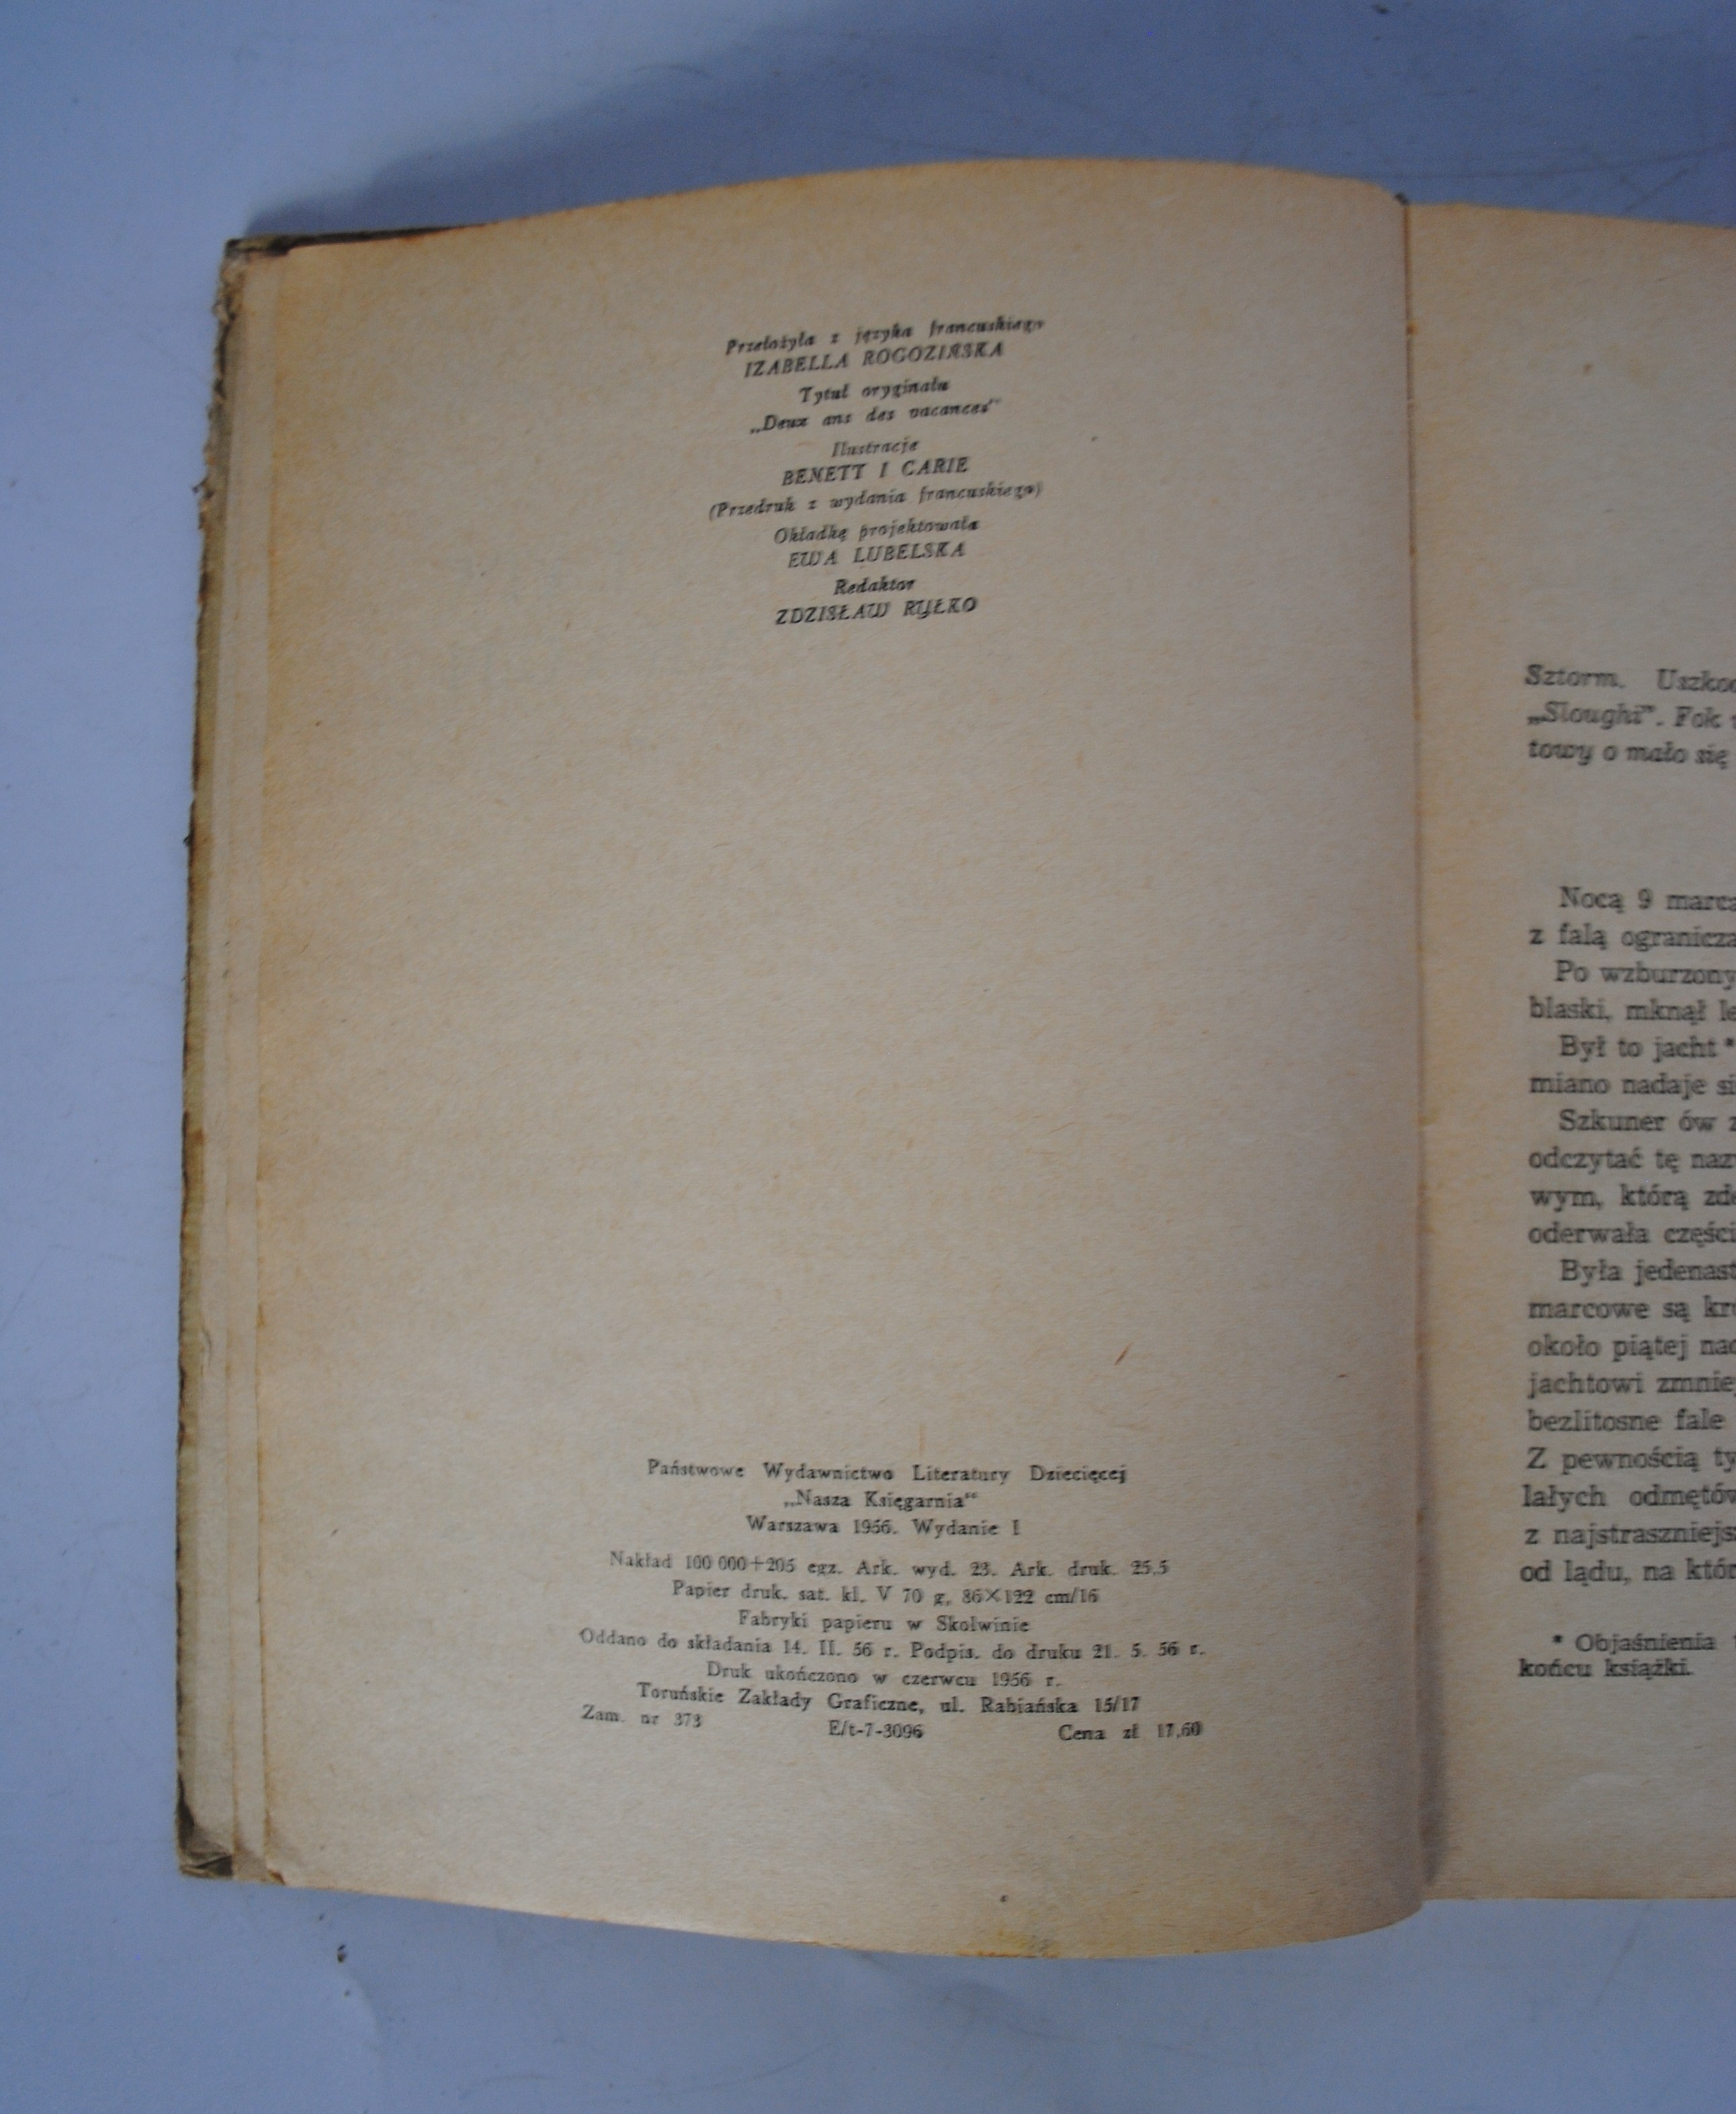 Przełożyła z języka francuskiego
IZABELLA ROGOZIŃSKA
Tytuł oryginału
„Deux ans des vacances"
Ilustracje
BENETT I CARIE
(Przedruk z wydania francuskiego)
Okładkę projektowała
EWA LUBELSKA
Redaktor
ZDZISŁAW RYŁKO
Państwowe Wydawnictwo Literatury Dziecięcej
„Nasza Księgarnia"
Warszawa 1956. Wydanie I
Nakład 100 000+205 egz. Ark. wyd. 23. Ark. druk. 25,5
Papier druk. sat. kl. V 70 g, 86×122 cm/16
Fabryki papieru w Skolwinie
Oddano do składania 14. II. 56 r. Podpis. do druku 21. 5. 56 r.
Druk ukończono w czerwcu 1956 r.
Toruńskie Zakłady Graficzne, ul. Rabiańska 15/17
Zam. nr 373 E/t-7-3096 Cena zł 17,60
Sztorm. Uszko
„Sloughi". Fok
towy o mało się
Nocą 9 marca
z falą ogranicza
Po wzburzony
blaski, mknął le
Był to jacht *
miano nadaje si
Szkuner ów z
odczytać tę naz
wym, którą zd
oderwała części
Była jedenast
marcowe są kr
około piątej na
jachtowi zmniej
bezlitosne fale
Z pewnością ty
lałych odmętów
z najstraszniejs
od lądu, na któr
* Objaśnienia
końcu książki.